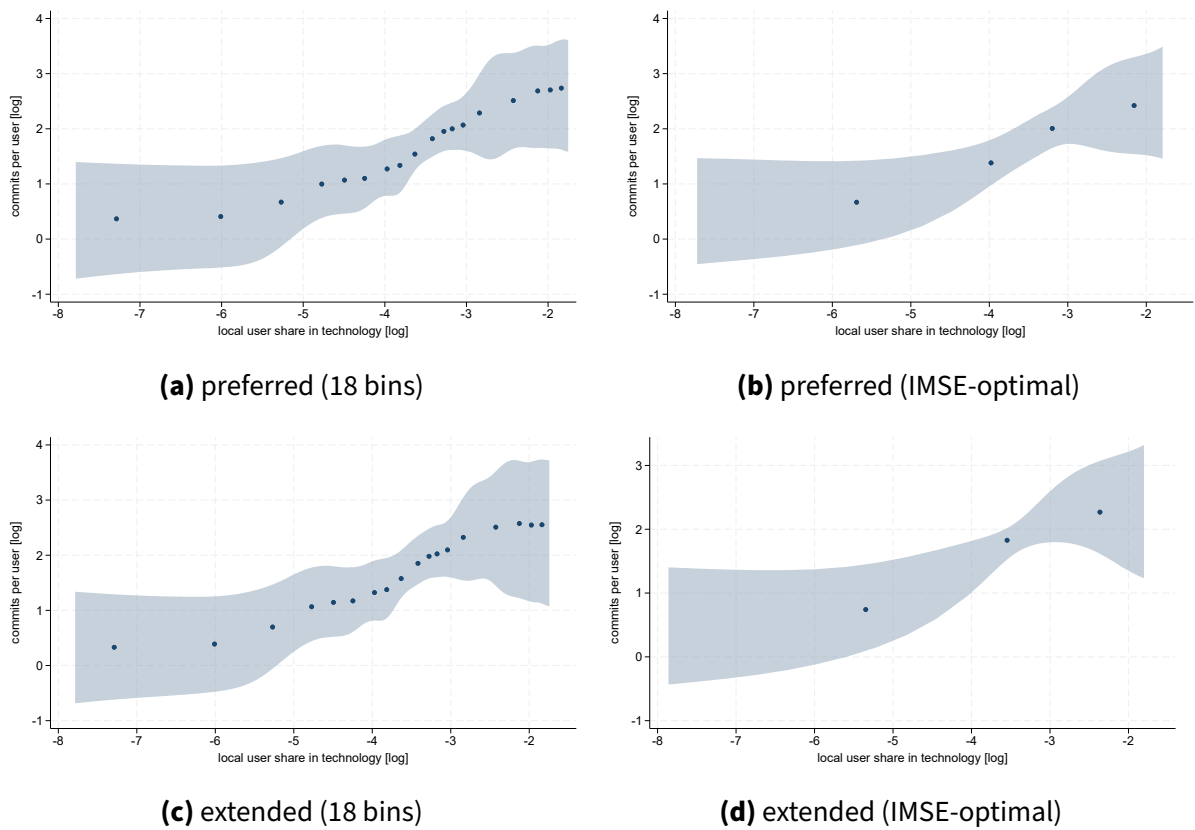 4
3
2
1
0
-1
commits per user [log]
-8 -7 -6 -5 -4 -3 -2
local user share in technology [log]
(a) preferred (18 bins)
4
3
2
1
0
-1
commits per user [log]
-8 -7 -6 -5 -4 -3 -2
local user share in technology [log]
(b) preferred (IMSE-optimal)
4
3
2
1
0
-1
commits per user [log]
-8 -7 -6 -5 -4 -3 -2
local user share in technology [log]
(c) extended (18 bins)
3
2
1
0
-1
commits per user [log]
-8 -7 -6 -5 -4 -3 -2
local user share in technology [log]
(d) extended (IMSE-optimal)